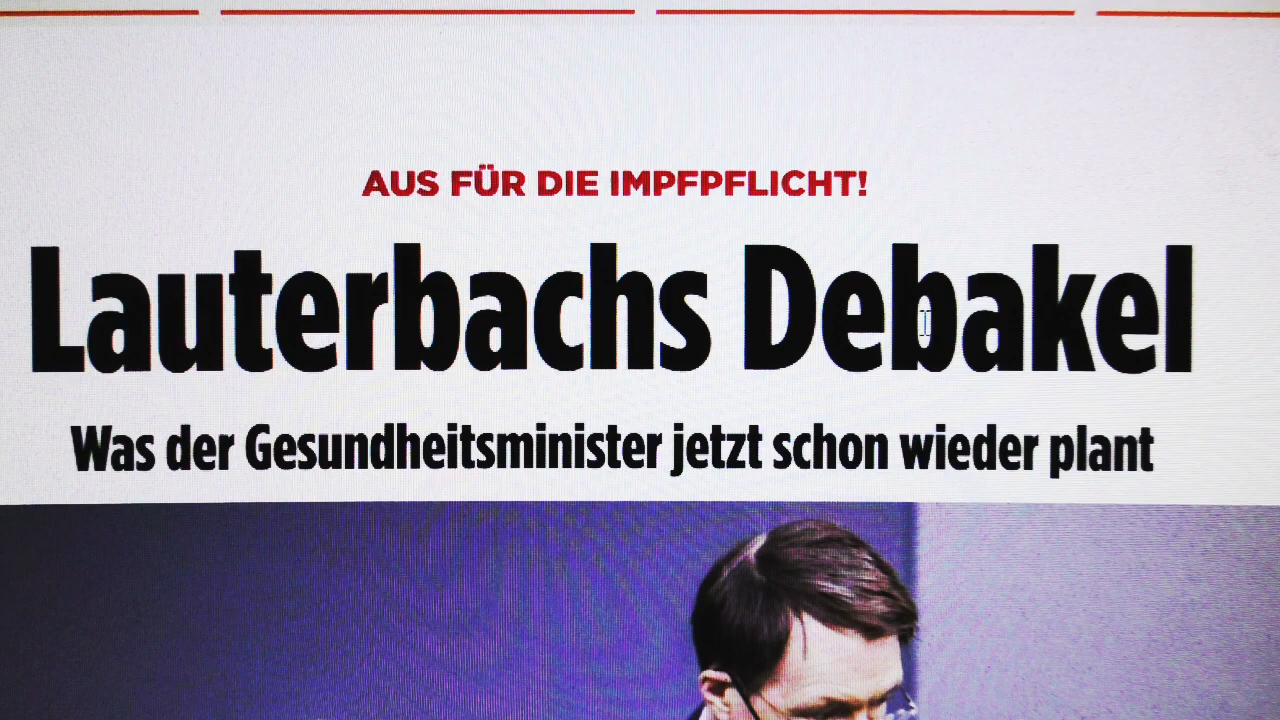 AUS FÜR DIE IMPFPFLICHT!
Lauterbachs Debakel
Was der Gesundheitsminister jetzt schon wieder plant